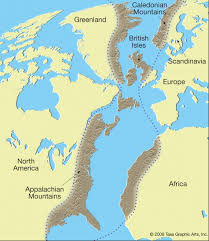 Caledonian
Mountains
Greenland
British
Isles
Scandinavia
Europe
North
America
Appalachian
Mountains
Africa
© 2006 Tasa Graphic Arts, Inc.